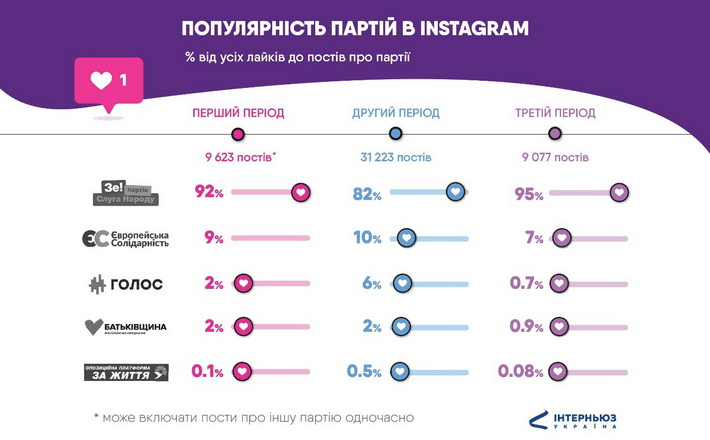 ПОПУЛЯРНІСТЬ ПАРТІЙ В INSTAGRAM
% від усіх лайків до постів про партії
1
ПЕРШИЙ ПЕРІОД
ДРУГИЙ ПЕРІОД
ТРЕТІЙ ПЕРІОД
9 623 постів*
31 223 постів
9 077 постів
Зе! партія
Слуга Народу
92%
82%
95%
ЄС Європейська
Солідарність
9%
10%
7%
ГОЛОС
2%
6%
0.7%
БАТЬКІВЩИНА
2%
2%
0.9%
ОПОЗИЦІЙНА ПЛАТФОРМА
ЗА ЖИТТЯ
0.1%
0.5%
0.08%
* може включати пости про іншу партію одночасно
ІНТЕРНЬЮЗ
УКРАЇНА